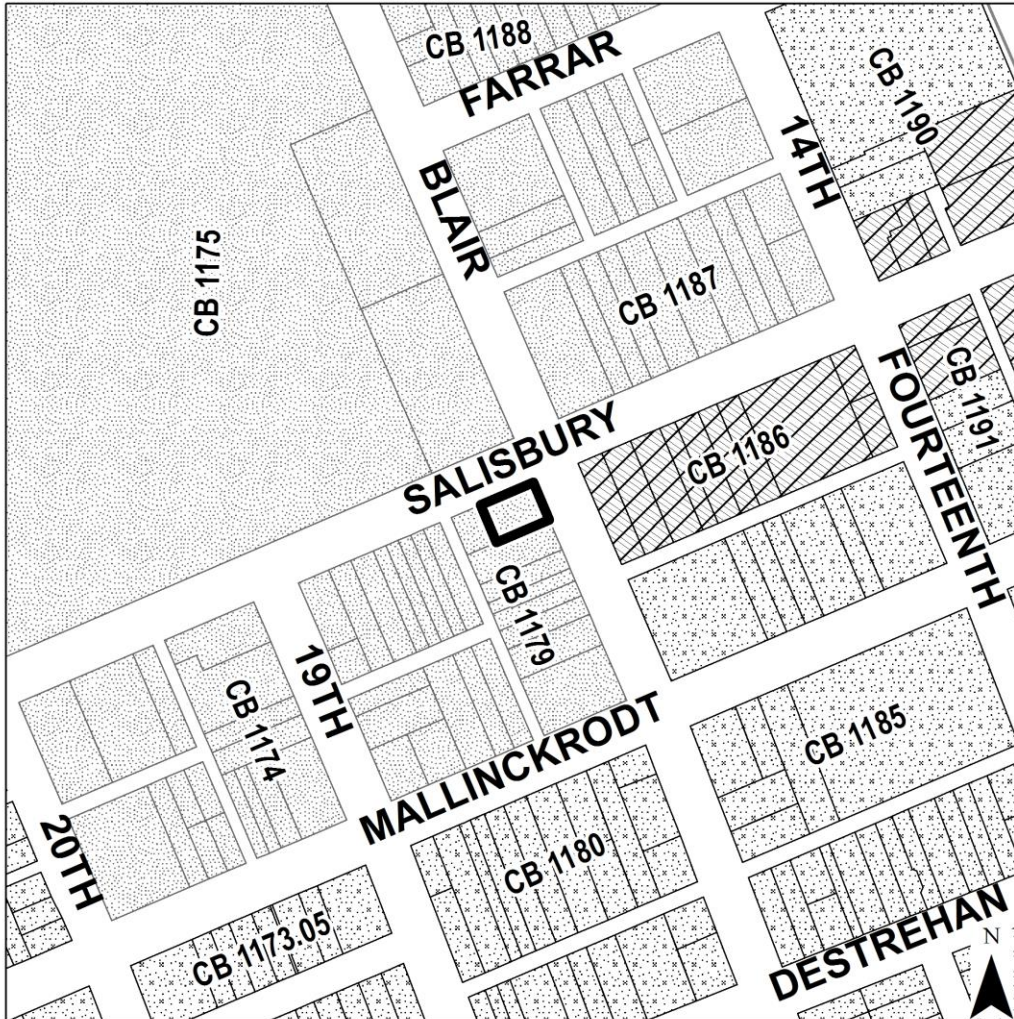 CB 1188
FARRAR
CB 1190
14TH
BLAIR
CB 1175
CB 1187
FOURTEENTH
CB 1191
SALISBURY
CB 1186
CB 1179
19TH
CB 1174
MALLINCKRODT
CB 1185
20TH
CB 1180
CB 1173.05
DESTREHAN
N